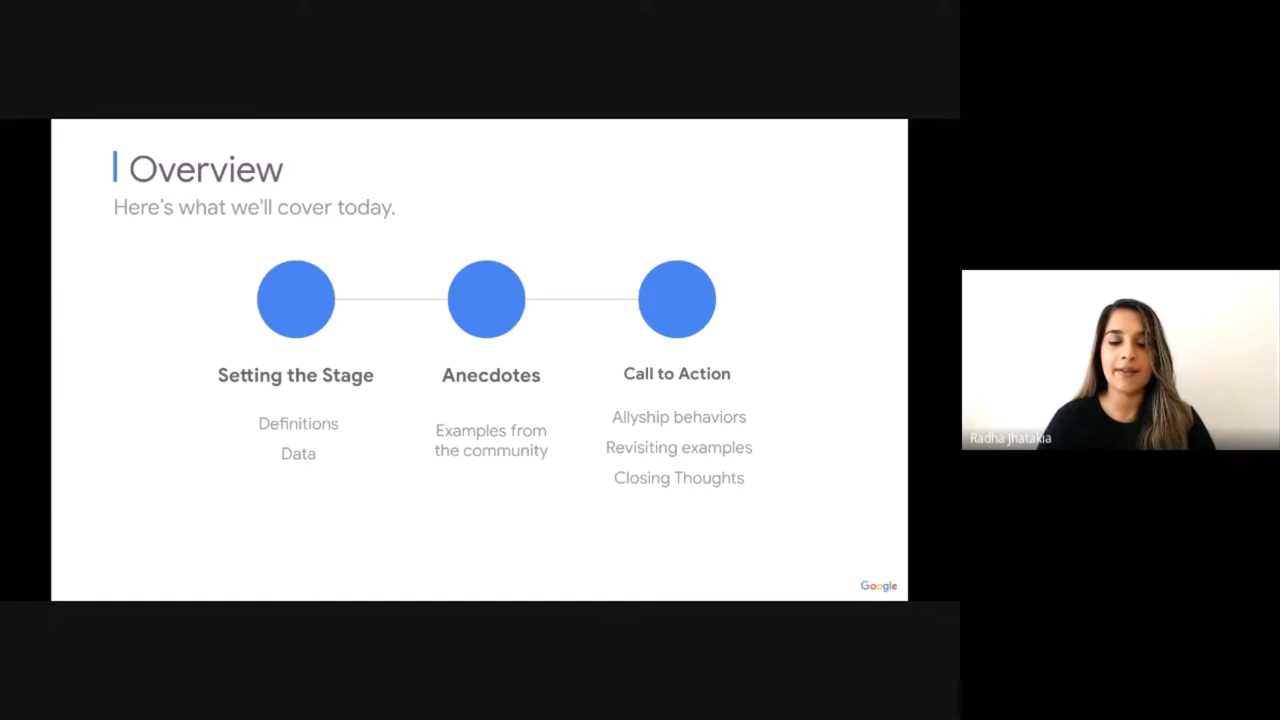 Overview
Here's what we'll cover today.
Setting the Stage
Definitions
Data
Anecdotes
Examples from
the community
Call to Action
Allyship behaviors
Revisiting examples
Closing Thoughts
Google
Radha Jhatakia